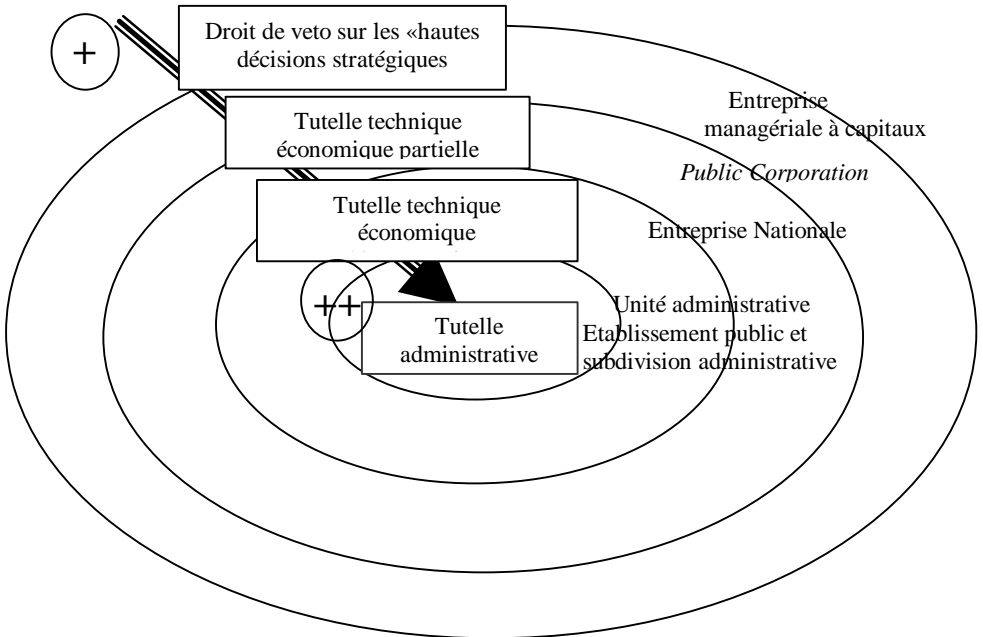 +
Droit de veto sur les «hautes
décisions stratégiques
Tutelle technique
économique partielle
Tutelle technique
économique
++
Tutelle
administrative
Entreprise
managériale à capitaux
Public Corporation
Entreprise Nationale
Unité administrative
Etablissement public et
subdivision administrative